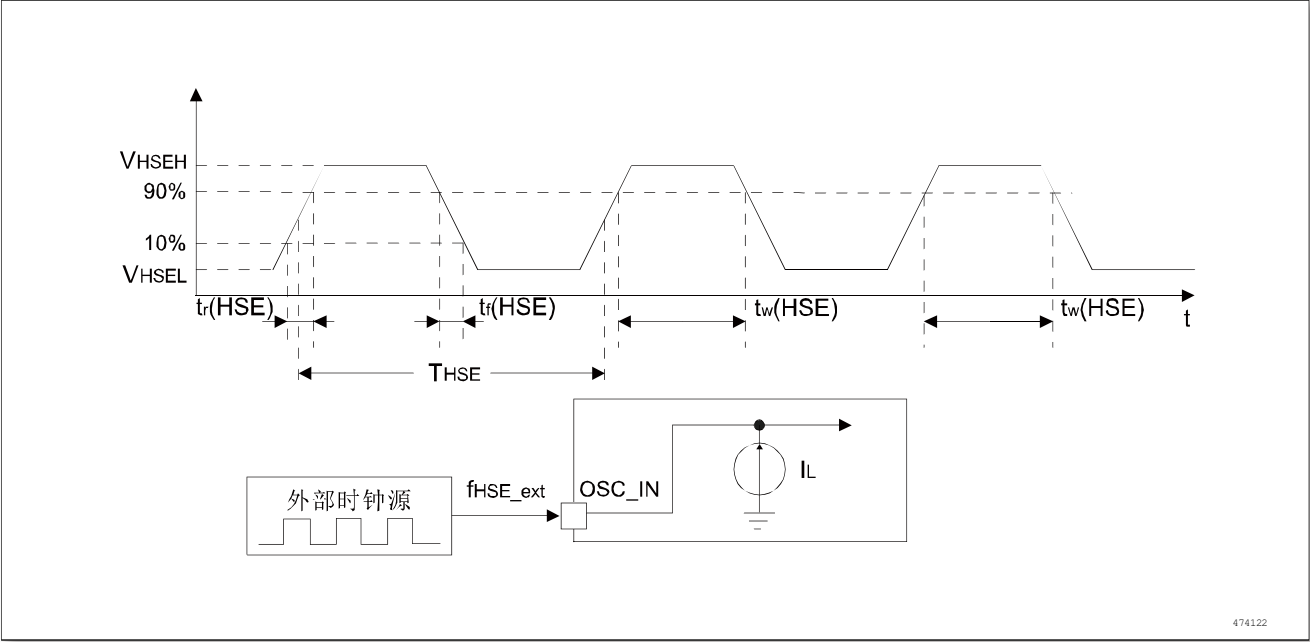 VHSEH
90%
10%
VHSEL
tr(HSE) tf(HSE) tw(HSE) tw(HSE)
t
THSE
IL
外部时钟源 fHSE_ext OSC_IN
474122